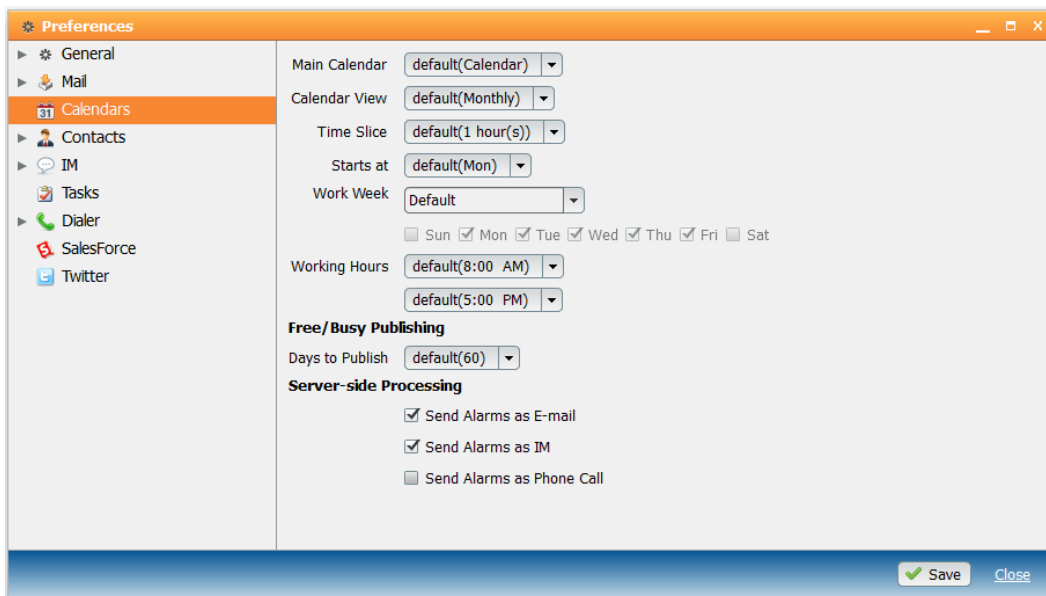 Preferences
General
Mail
31 Calendars
Contacts
IM
Tasks
Dialer
SalesForce
Twitter
Main Calendar default(Calendar)
Calendar View default(Monthly)
Time Slice default(1 hour(s))
Starts at default(Mon)
Work Week Default
Sun Mon Tue Wed Thu Fri Sat
Working Hours default(8:00 AM)
default(5:00 PM)
Free/Busy Publishing
Days to Publish default(60)
Server-side Processing
Send Alarms as E-mail
Send Alarms as IM
Send Alarms as Phone Call
Save Close